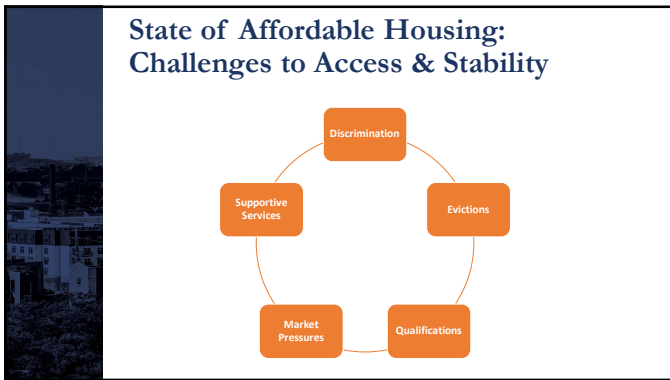 State of Affordable Housing:
Challenges to Access & Stability
Discrimination
Evictions
Qualifications
Market
Pressures
Supportive
Services